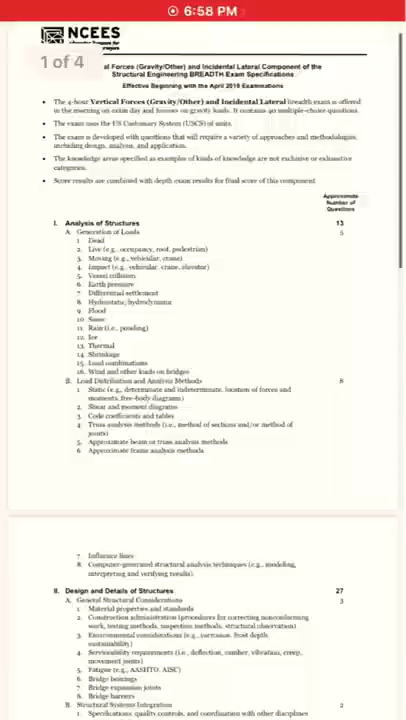 6:58 PM
NCEES
1 of 4
al Forces (Gravity/Other) and Incidental Lateral Component of the
Structural Engineering BREADTH Exam Specifications
Effective Beginning with the April 2018 Examinations
• The 4-hour Vertical Forces (Gravity/Other) and Incidental Lateral breadth exam is offered
in the morning on exam day and focuses on gravity loads. It contains 40 multiple-choice questions.
• The exam uses the US Customary System (USCS) of units.
• The exam is developed with questions that will require a variety of approaches and methodologies,
including design, analysis, and application.
• The knowledge areas specified as examples of kinds of knowledge are not exclusive or exhaustive
categories.
• Score results are combined with depth exam results for final score of this component.
Approximate
Number of
Questions
I. Analysis of Structures 13
A. Generation of Loads 5
1. Dead
2. Live (e.g., occupancy, roof, pedestrian)
3. Moving (e.g., vehicular, crane)
4. Impact (e.g., vehicular, crane, elevator)
5. Vessel collision
6. Earth pressure
7. Differential settlement
8. Hydrostatic/hydrodynamic
9. Flood
10. Snow
11. Rain (i.e., ponding)
12. Ice
13. Thermal
14. Shrinkage
15. Load combinations
16. Wind and other loads on bridges
B. Load Distribution and Analysis Methods 8
1. Static (e.g., determinate and indeterminate, location of forces and
moments, free-body diagrams)
2. Shear and moment diagrams
3. Code coefficients and tables
4. Truss analysis methods (i.e., method of sections and/or method of
joints)
5. Approximate beam or truss analysis methods
6. Approximate frame analysis methods
7. Influence lines
8. Computer-generated structural analysis techniques (e.g., modeling,
interpreting and verifying results)
II. Design and Details of Structures 27
A. General Structural Considerations 3
1. Material properties and standards
2. Construction administration (procedures for correcting nonconforming
work, testing methods, inspection methods, structural observation)
3. Environmental considerations (e.g., corrosion, frost depth,
sustainability)
4. Serviceability requirements (i.e., deflection, camber, vibration, creep,
movement joints)
5. Fatigue (e.g., AASHTO, AISC)
6. Bridge bearings
7. Bridge expansion joints
8. Bridge barriers
B. Structural Systems Integration 2
1. Specifications, quality controls, and coordination with other disciplines